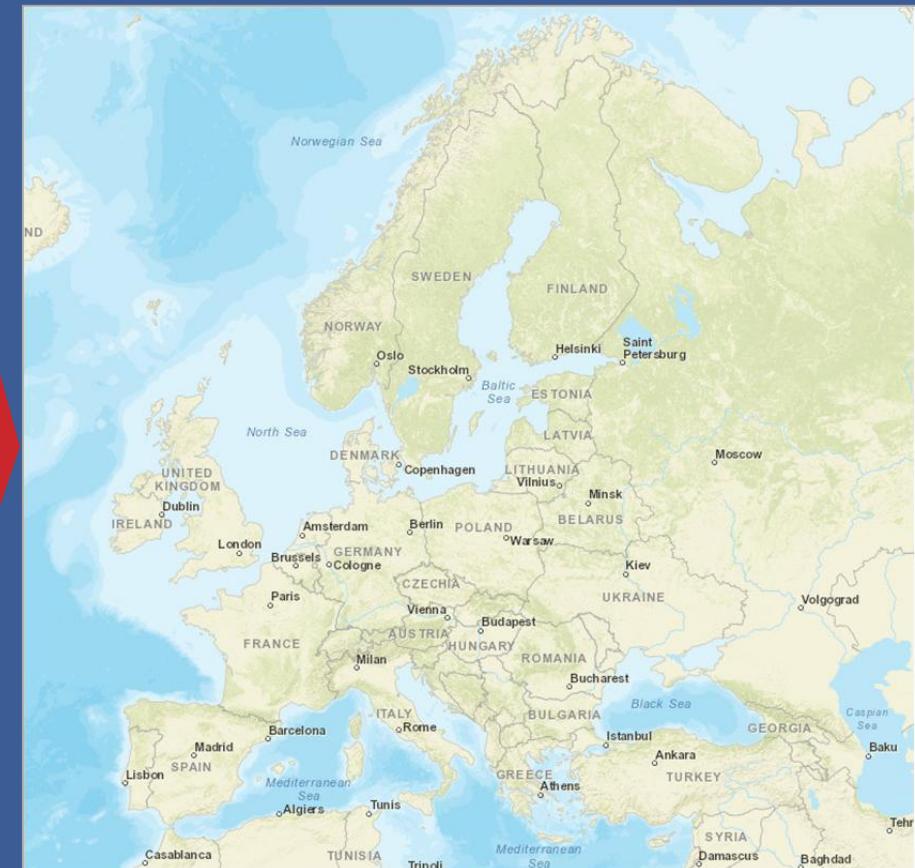 Norwegian Sea
ND
SWEDEN
FINLAND
NORWAY
Oslo
Helsinki
Saint
Petersburg
Stockholm
Baltic
Sea
ESTONIA
North Sea
LATVIA
DENMARK
Copenhagen
Moscow
LITHUANIA
Vilnius
UNITED
KINGDOM
Minsk
Dublin
IRELAND
Amsterdam
Berlin
POLAND
BELARUS
London
Warsaw
Brussels
GERMANY
Cologne
Kiev
CZECHIA
Paris
UKRAINE
Volgograd
Vienna
Budapest
AUSTRIA
HUNGARY
FRANCE
Milan
ROMANIA
Bucharest
Black Sea
ITALY
BULGARIA
Caspian
Sea
Barcelona
Rome
GEORGIA
Istanbul
Madrid
SPAIN
Ankara
Baku
Lisbon
GREECE
TURKEY
Mediterranean
Sea
Athens
Algiers
Tunis
Tehr
SYRIA
Casablanca
TUNISIA
Tripoli
Mediterranean
Sea
Damascus
Baghdad